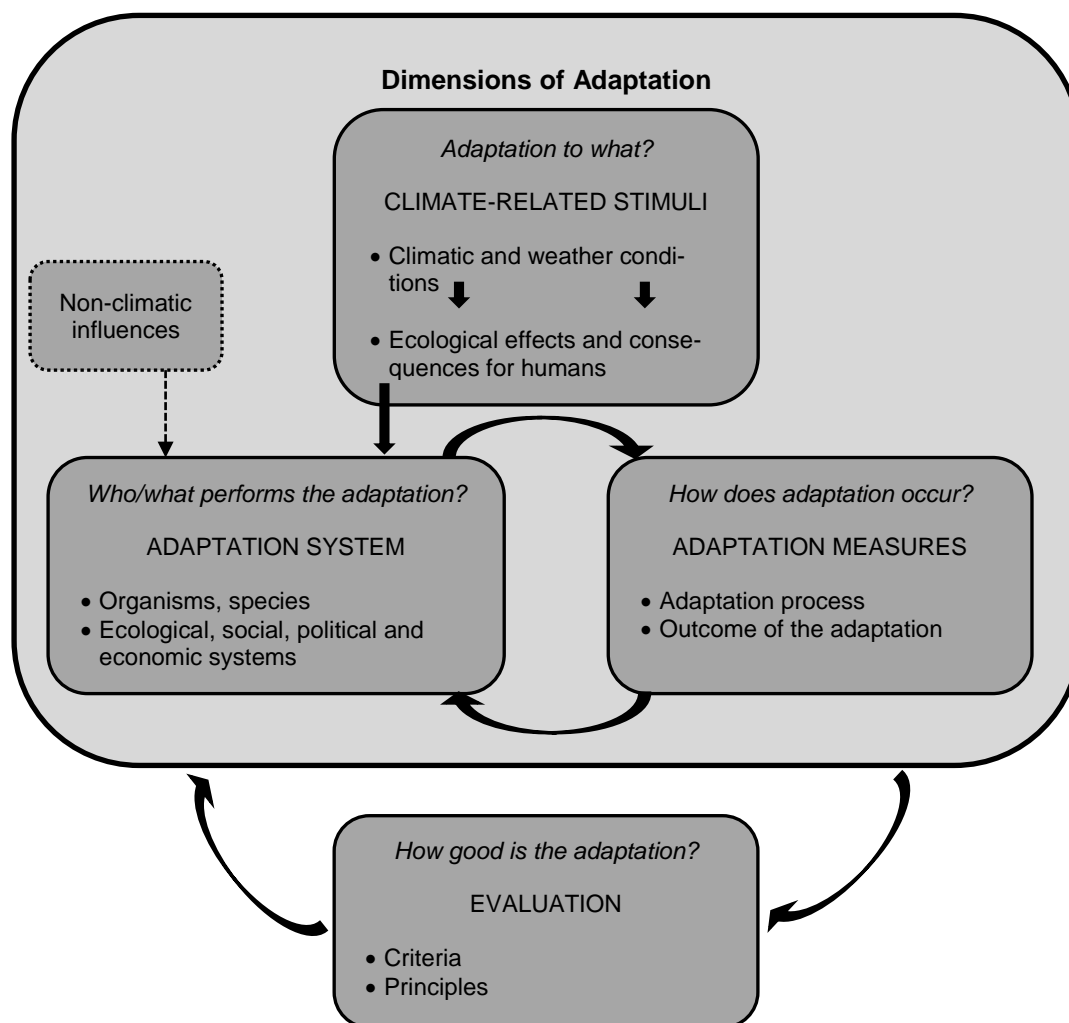 Dimensions of Adaptation
Adaptation to what?
CLIMATE-RELATED STIMULI
• Climatic and weather condi-
tions
• Ecological effects and conse-
quences for humans
Non-climatic
influences
Who/what performs the adaptation?
ADAPTATION SYSTEM
• Organisms, species
• Ecological, social, political and
economic systems
How does adaptation occur?
ADAPTATION MEASURES
• Adaptation process
• Outcome of the adaptation
How good is the adaptation?
EVALUATION
• Criteria
• Principles